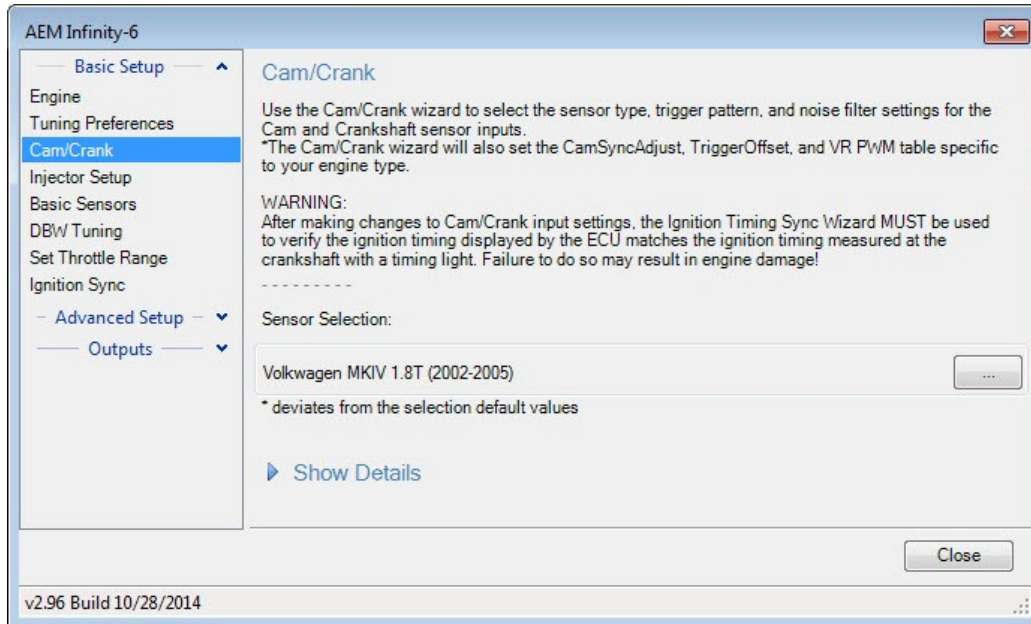 AEM Infinity-6
Basic Setup
Engine
Tuning Preferences
Cam/Crank
Injector Setup
Basic Sensors
DBW Tuning
Set Throttle Range
Ignition Sync
Advanced Setup
Outputs
Cam/Crank
Use the Cam/Crank wizard to select the sensor type, trigger pattern, and noise filter settings for the
Cam and Crankshaft sensor inputs.
*The Cam/Crank wizard will also set the CamSyncAdjust, TriggerOffset, and VR PWM table specific
to your engine type.
WARNING:
After making changes to Cam/Crank input settings, the Ignition Timing Sync Wizard MUST be used
to verify the ignition timing displayed by the ECU matches the ignition timing measured at the
crankshaft with a timing light. Failure to do so may result in engine damage!
- - - - - - - - -
Sensor Selection:
Volkwagen MKIV 1.8T (2002-2005)
...
* deviates from the selection default values
Show Details
Close
v2.96 Build 10/28/2014